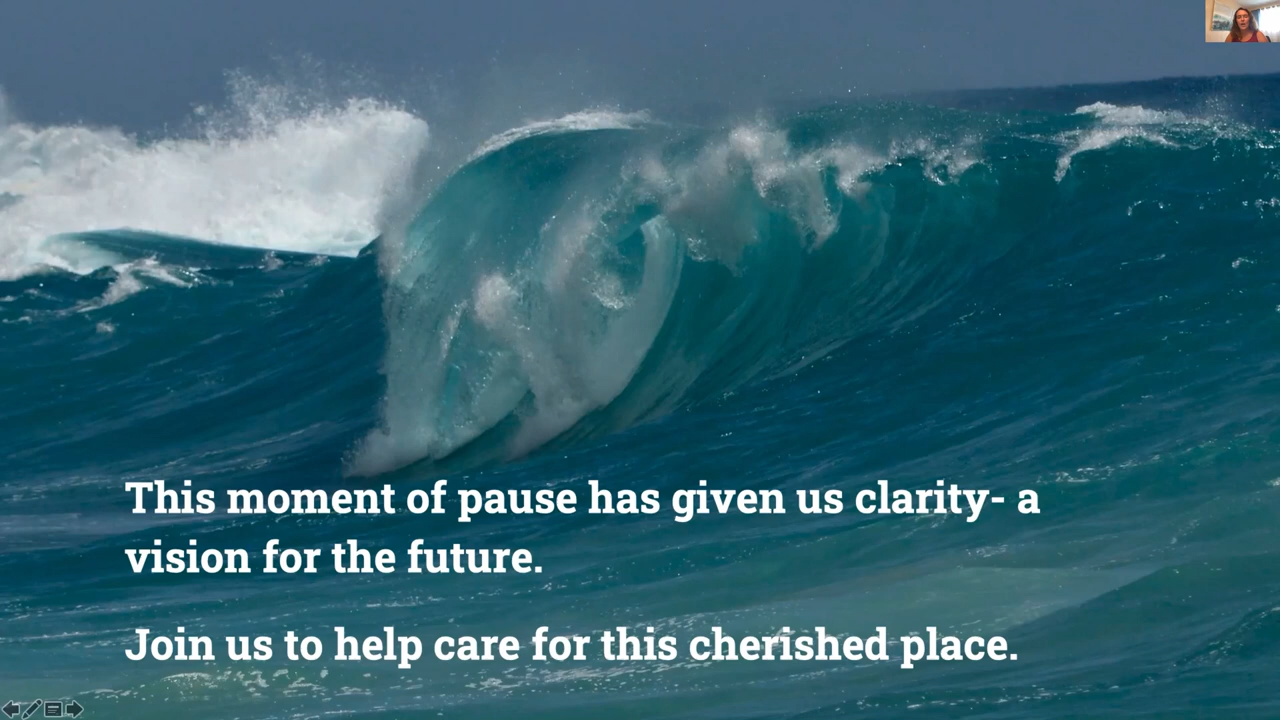 This moment of pause has given us clarity- a
vision for the future.
Join us to help care for this cherished place.